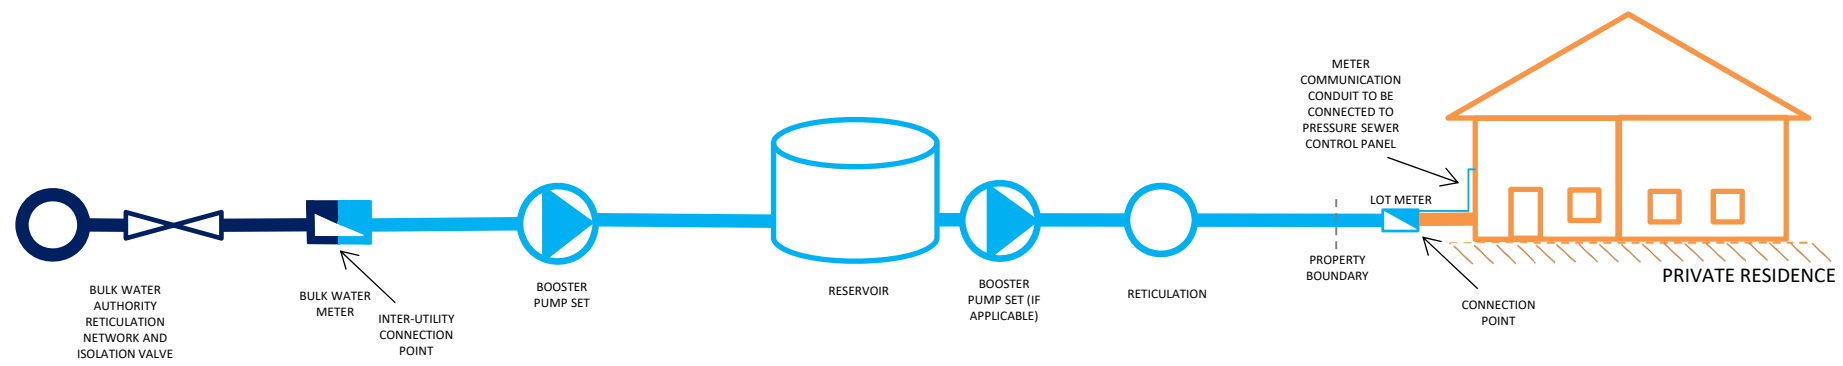 BULK WATER
AUTHORITY
RETICULATION
NETWORK AND
ISOLATION VALVE
BULK WATER
METER
INTER-UTILITY
CONNECTION
POINT
BOOSTER
PUMP SET
RESERVOIR
BOOSTER
PUMP SET (IF
APPLICABLE)
RETICULATION
PROPERTY
BOUNDARY
METER
COMMUNICATION
CONDUIT TO BE
CONNECTED TO
PRESSURE SEWER
CONTROL PANEL
LOT METER
CONNECTION
POINT
PRIVATE RESIDENCE